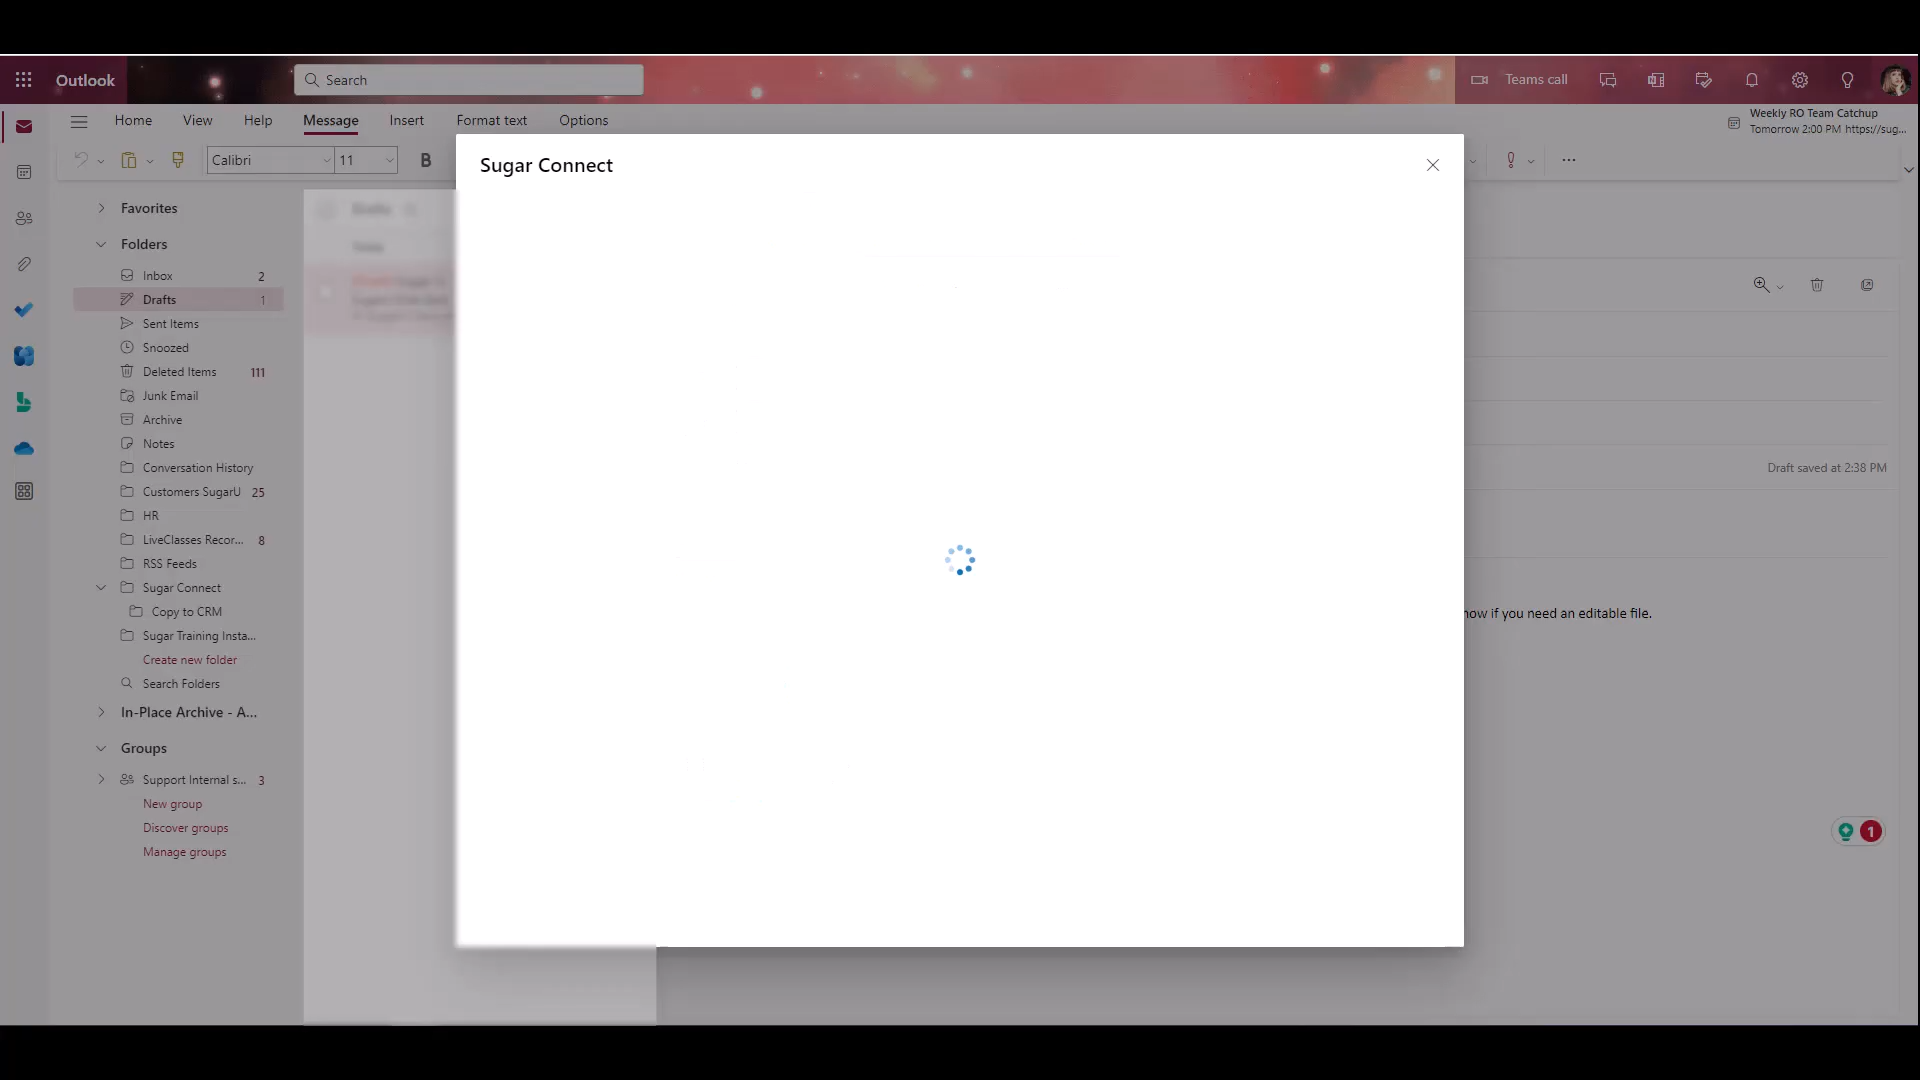 Outlook
Search
Teams call
Home View Help Message Insert Format text Options
Weekly RO Team Catchup
Tomorrow 2:00 PM https://sug...
Calibri 11 B
Sugar Connect
Favorites
Folders
Inbox 2
Drafts 1
Sent Items
Snoozed
Deleted Items 111
Junk Email
Archive
Notes
Conversation History
Customers SugarU 25
HR
LiveClasses Recor... 8
RSS Feeds
Sugar Connect
Copy to CRM
Sugar Training Insta...
Create new folder
Search Folders
In-Place Archive - A...
Groups
Support Internal s... 3
New group
Discover groups
Manage groups
Draft saved at 2:38 PM
now if you need an editable file.
1